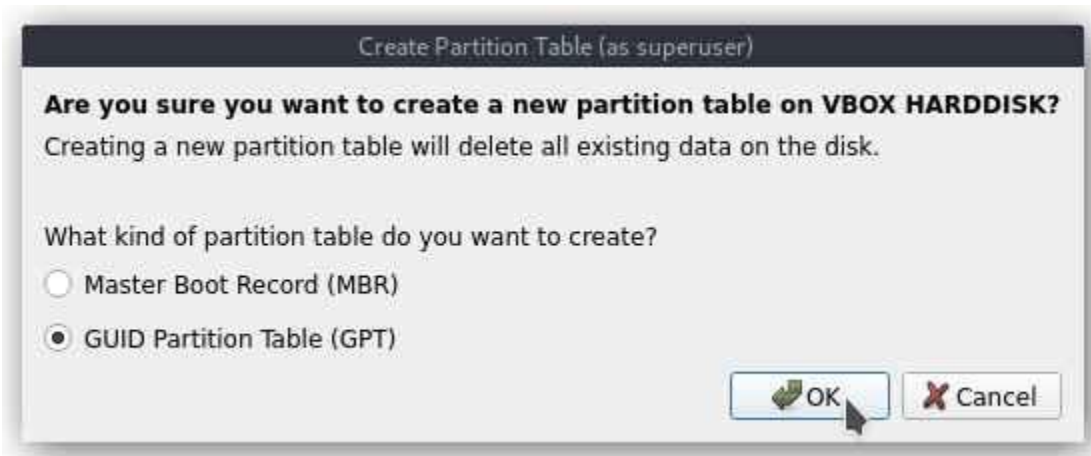 Create Partition Table (as superuser)
Are you sure you want to create a new partition table on VBOX HARDDISK?
Creating a new partition table will delete all existing data on the disk.
What kind of partition table do you want to create?
Master Boot Record (MBR)
GUID Partition Table (GPT)
OK Cancel